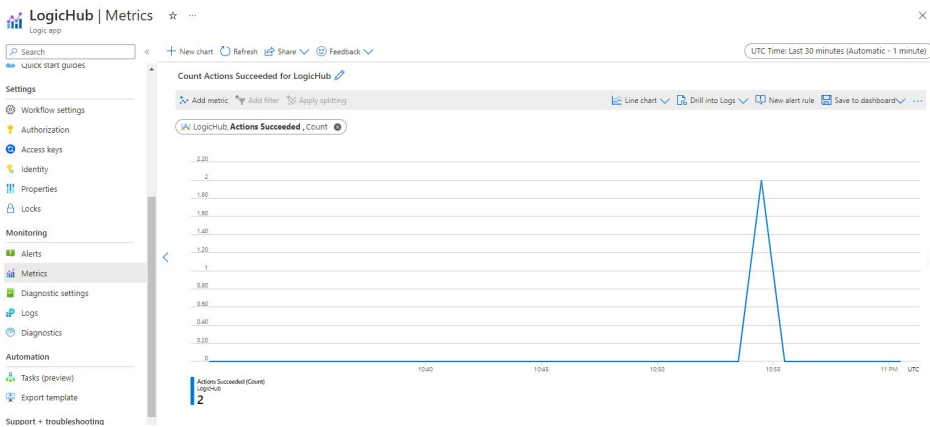 LogicHub | Metrics
Logic app
Search
Quick start guides
Settings
Workflow settings
Authorization
Access keys
Identity
Properties
Locks
Monitoring
Alerts
Metrics
Diagnostic settings
Logs
Diagnostics
Automation
Tasks (preview)
Export template
Support + troubleshooting
New chart Refresh Share Feedback
UTC Time: Last 30 minutes (Automatic - 1 minute)
Count Actions Succeeded for LogicHub
Add metric Add filter Apply splitting Line chart Drill into Logs New alert rule Save to dashboard
LogicHub, Actions Succeeded , Count
2.20
2
1.80
1.60
1.40
1.20
1
0.80
0.60
0.40
0.20
0
10:40 10:45 10:50 10:55 11 PM UTC
Actions Succeeded (Count)
LogicHub
2